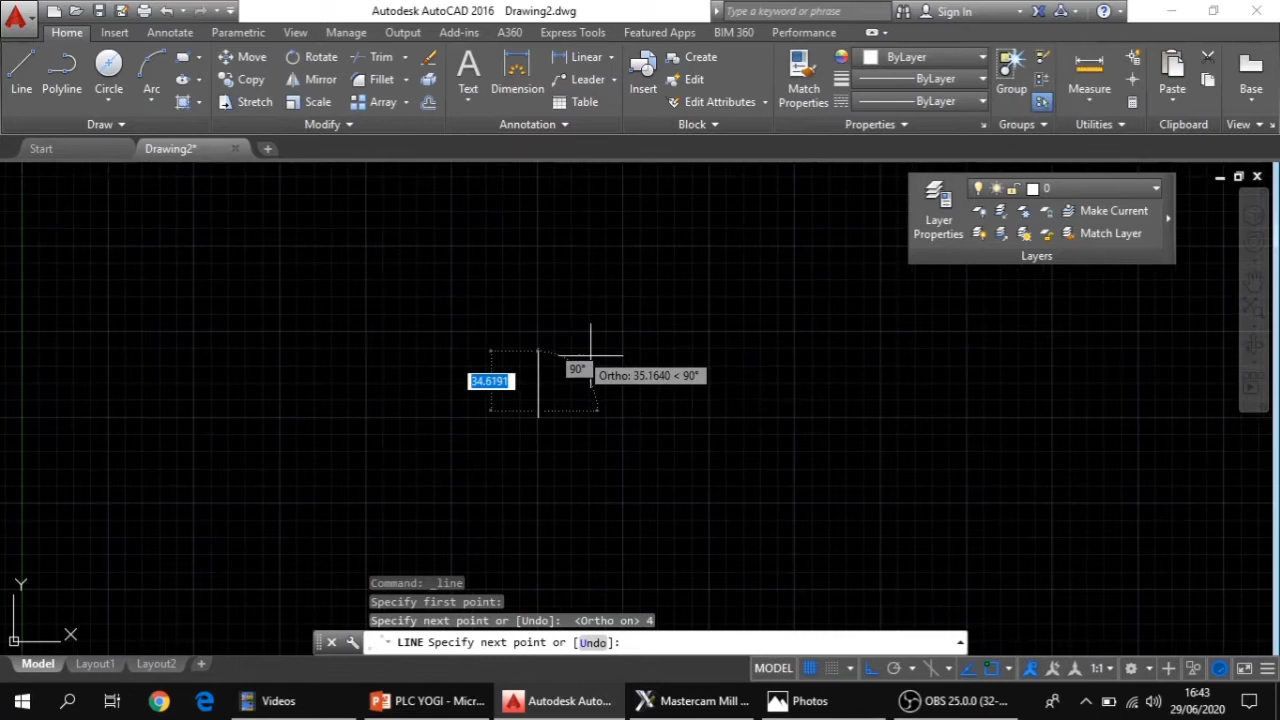 Autodesk AutoCAD 2016 Drawing2.dwg
Type a keyword or phrase
Sign In
Home Insert Annotate Parametric View Manage Output Add-ins A360 Express Tools Featured Apps BIM 360 Performance
Line Polyline Circle Arc
Move Rotate Trim
Copy Mirror Fillet
Stretch Scale Array
Text Dimension
Linear
Leader
Table
Insert
Create
Edit
Edit Attributes
Match Properties
ByLayer
ByLayer
ByLayer
Group
Measure
Paste
Base
Draw Modify Annotation Block Properties Groups Utilities Clipboard View
Start Drawing2*
0
Layer Properties
Make Current
Match Layer
Layers
90°
Ortho: 35.1640 < 90°
34.6191
Y
X
Command: _line
Specify first point:
Specify next point or [Undo]: <Ortho on> 4
LINE Specify next point or [Undo]:
Model Layout1 Layout2
MODEL
1:1
Videos
PLC YOGI - Micr...
Autodesk Auto...
Mastercam Mill ...
Photos
OBS 25.0.0 (32-...
16:43
29/06/2020